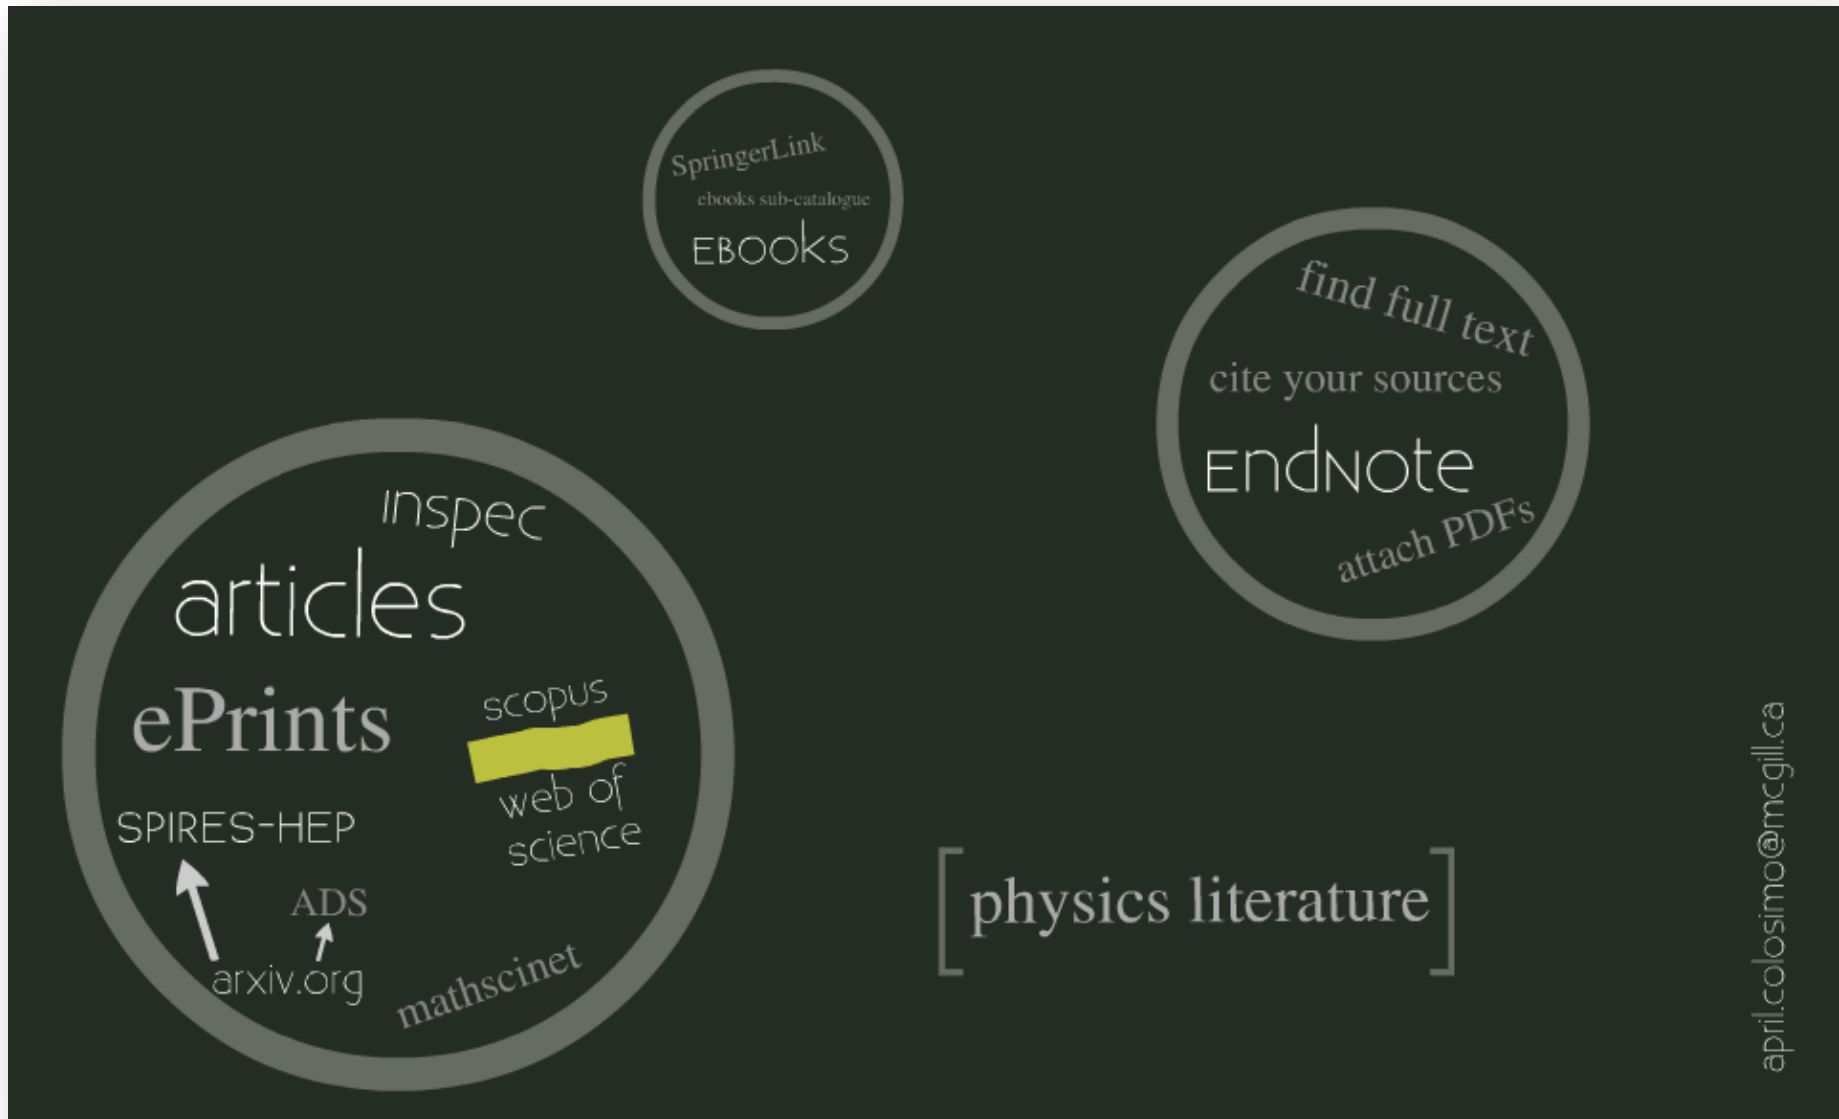 SpringerLink
ebooks sub-catalogue
EBOOKS
find full text
cite your sources
EndNote
attach PDFs
inspec
articles
ePrints
scopus
web of
science
SPIRES-HEP
ADS
arxiv.org
mathscinet
physics literature
april.colosimo@mcgill.ca